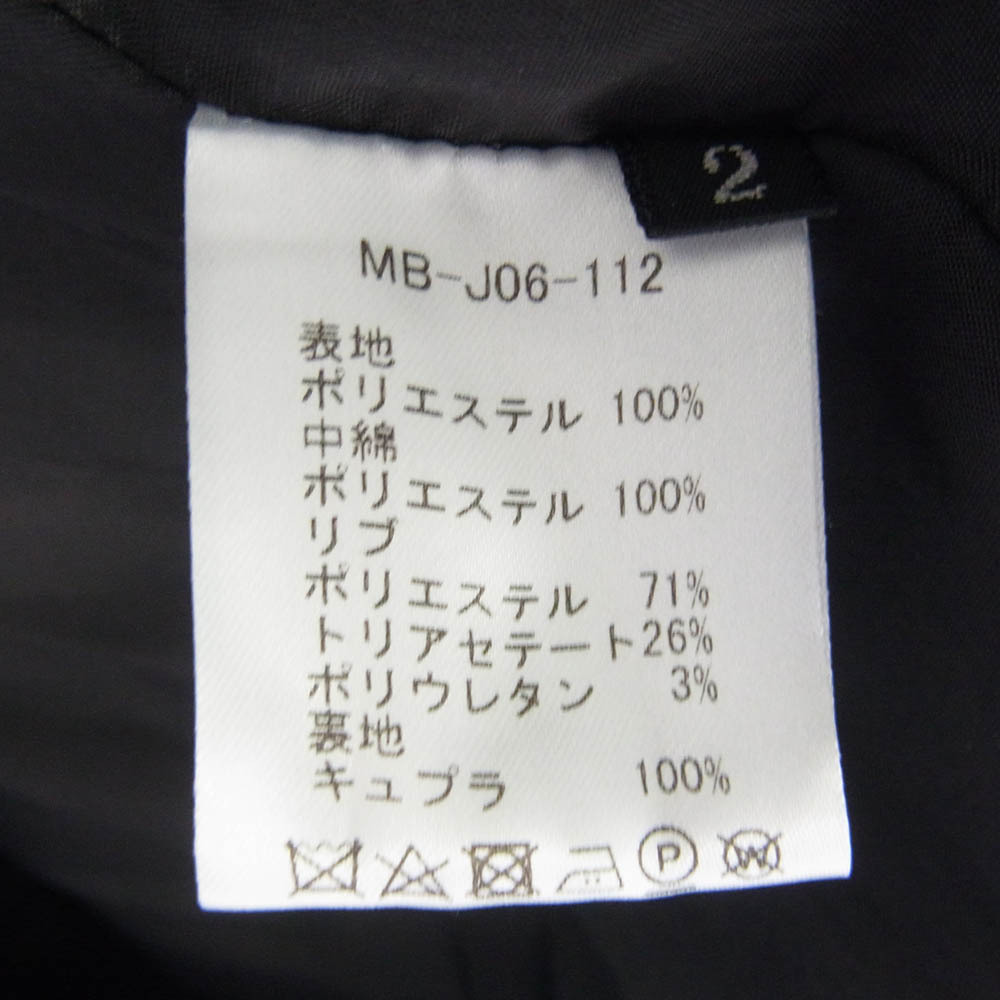 2
MB-J06-112
表地
ポリエステル 100%
中綿
ポリエステル 100%
リブ
ポリエステル 71%
トリアセテート 26%
ポリウレタン 3%
裏地
キュプラ 100%
P W